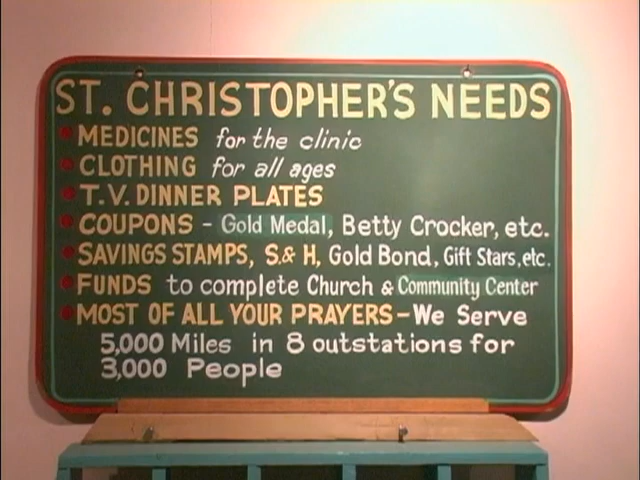 ST. CHRISTOPHER'S NEEDS
MEDICINES for the clinic
CLOTHING for all ages
T.V. DINNER PLATES
COUPONS - Gold Medal, Betty Crocker, etc.
SAVINGS STAMPS, S & H, Gold Bond, Gift Stars, etc.
FUNDS to complete Church & Community Center
MOST OF ALL YOUR PRAYERS - We Serve
5,000 Miles in 8 outstations for
3,000 People